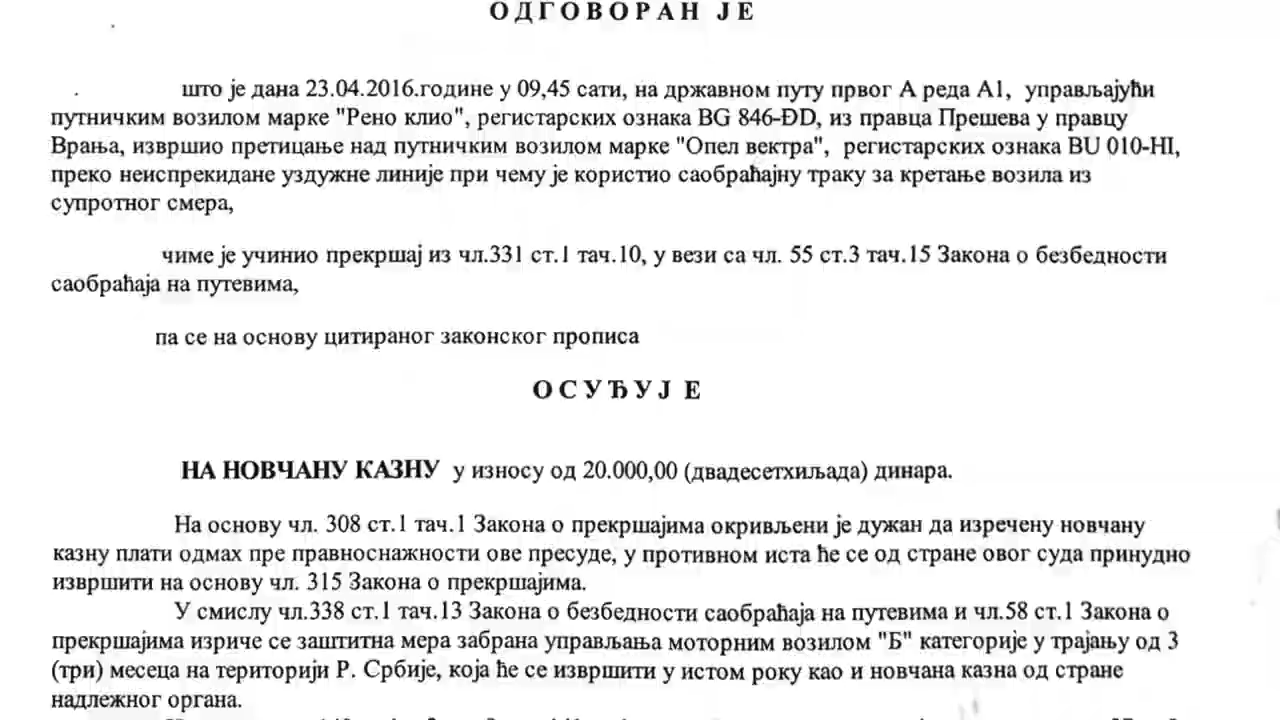 О Д Г О В О Р А Н Ј Е
што је дана 23.04.2016.године у 09,45 сати, на државном путу првог А реда А1, управљајући
путничким возилом марке "Рено клио", регистарских ознака BG 846-ĐD, из правца Прешева у правцу
Врања, извршио претицање над путничким возилом марке "Опел вектра", регистарских ознака BU 010-HI,
преко неиспрекидане уздужне линије при чему је користио саобраћајну траку за кретање возила из
супротног смера,
чиме је учинио прекршај из чл.331 ст.1 тач.10, у вези са чл. 55 ст.3 тач.15 Закона о безбедности
саобраћаја на путевима,
па се на основу цитираног законског прописа
О С У Ђ У Ј Е
НА НОВЧАНУ КАЗНУ у износу од 20.000,00 (двадесетхиљада) динара.
На основу чл. 308 ст.1 тач.1 Закона о прекршајима окривљени је дужан да изречену новчану
казну плати одмах пре правноснажности ове пресуде, у противном иста ће се од стране овог суда принудно
извршити на основу чл. 315 Закона о прекршајима.
У смислу чл.338 ст.1 тач.13 Закона о безбедности саобраћаја на путевима и чл.58 ст.1 Закона о
прекршајима изриче се заштитна мера забрана управљања моторним возилом "Б" категорије у трајању од 3
(три) месеца на територији Р. Србије, која ће се извршити у истом року као и новчана казна од стране
надлежног органа.